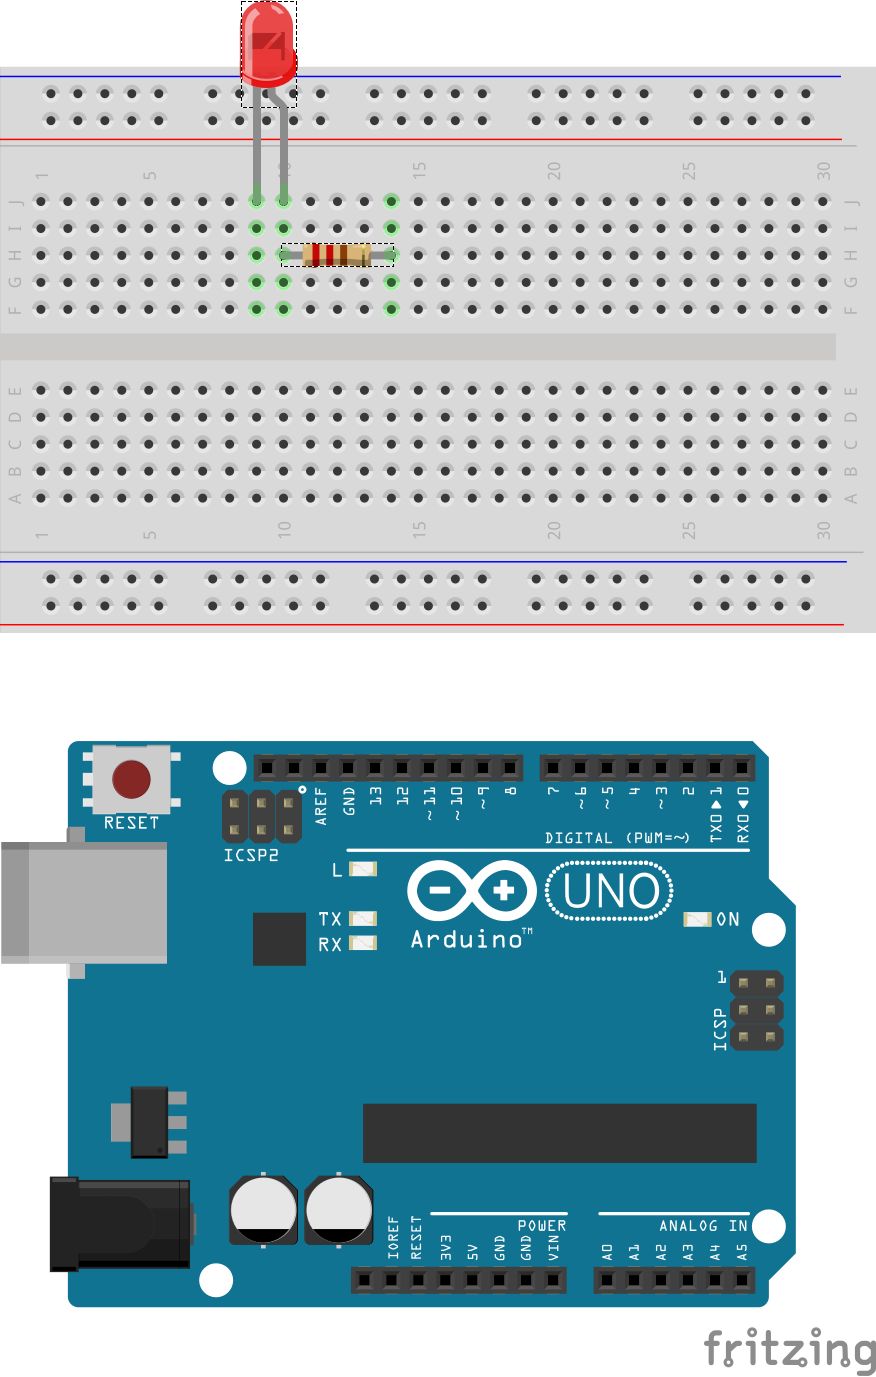 1 5 10 15 20 25 30
J J
I I
H H
G G
F F
E E
D D
C C
B B
A A
1 5 10 15 20 25 30
RESET
ICSP2
AREF GND 13 12 ~11 ~10 ~9 8 7 ~6 ~5 4 ~3 2 TX0▶1 RX0◀0
DIGITAL (PWM=~)
L
TX
RX
Arduino™
UNO
ON
1
ICSP
POWER
ANALOG IN
IOREF RESET 3V3 5V GND GND VIN A0 A1 A2 A3 A4 A5
fritzing